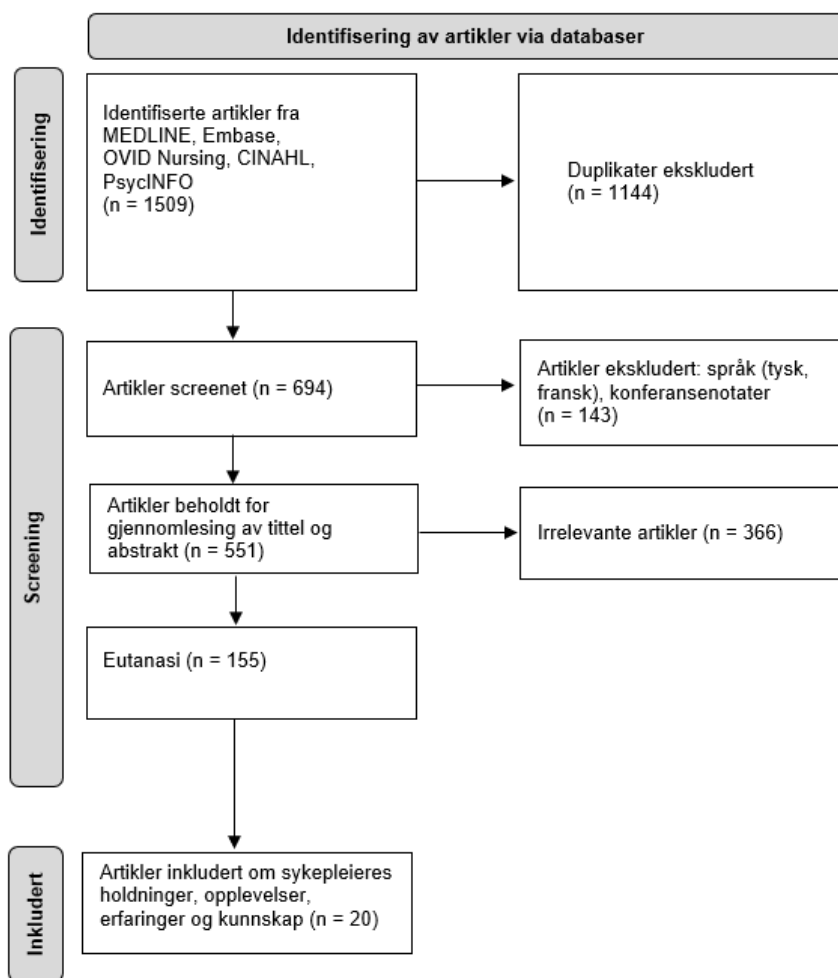 Identifisering av artikler via databaser
Identifisering
Identifiserte artikler fra
MEDLINE, Embase,
OVID Nursing, CINAHL,
PsycINFO
(n = 1509)
Duplikater ekskludert
(n = 1144)
Screening
Artikler screenet (n = 694)
Artikler ekskludert: språk (tysk,
fransk), konferansenotater
(n = 143)
Artikler beholdt for
gjennomlesing av tittel og
abstrakt (n = 551)
Irrelevante artikler (n = 366)
Eutanasi (n = 155)
Inkludert
Artikler inkludert om sykepleieres
holdninger, opplevelser,
erfaringer og kunnskap (n = 20)